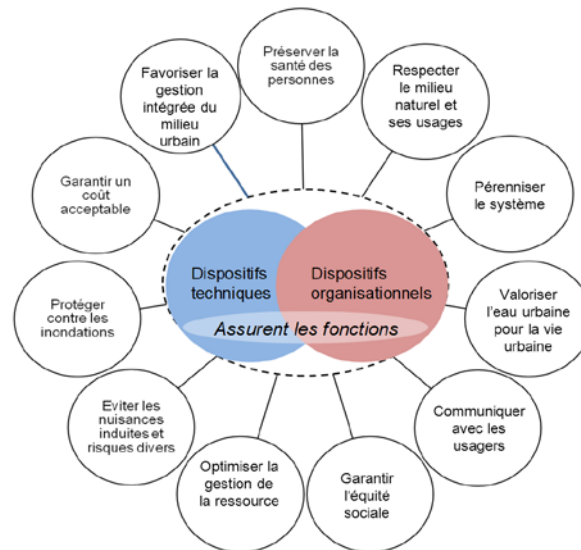 Préserver la
santé des
personnes
Respecter
le milieu
naturel et
ses usages
Pérenniser
le système
Valoriser
l'eau urbaine
pour la vie
urbaine
Communiquer
avec les
usagers
Garantir
l'équité
sociale
Optimiser la
gestion de
la ressource
Eviter les
nuisances
induites et
risques divers
Protéger
contre les
inondations
Garantir un
coût
acceptable
Favoriser la
gestion
intégrée du
milieu
urbain
Dispositifs
techniques
Dispositifs
organisationnels
Assurent les fonctions